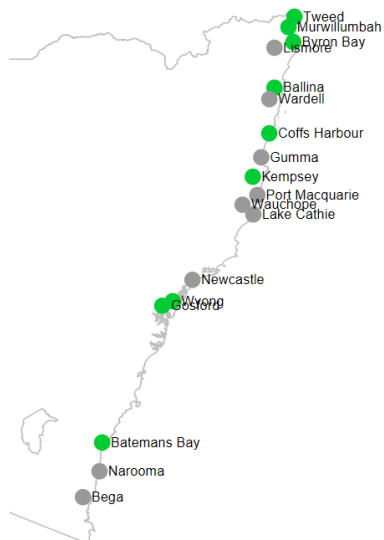 Tweed
Murwillumbah
Byron Bay
Lismore
Ballina
Wardell
Coffs Harbour
Gumma
Kempsey
Port Macquarie
Wauchope
Lake Cathie
Newcastle
Wyong
Gosford
Batemans Bay
Narooma
Bega